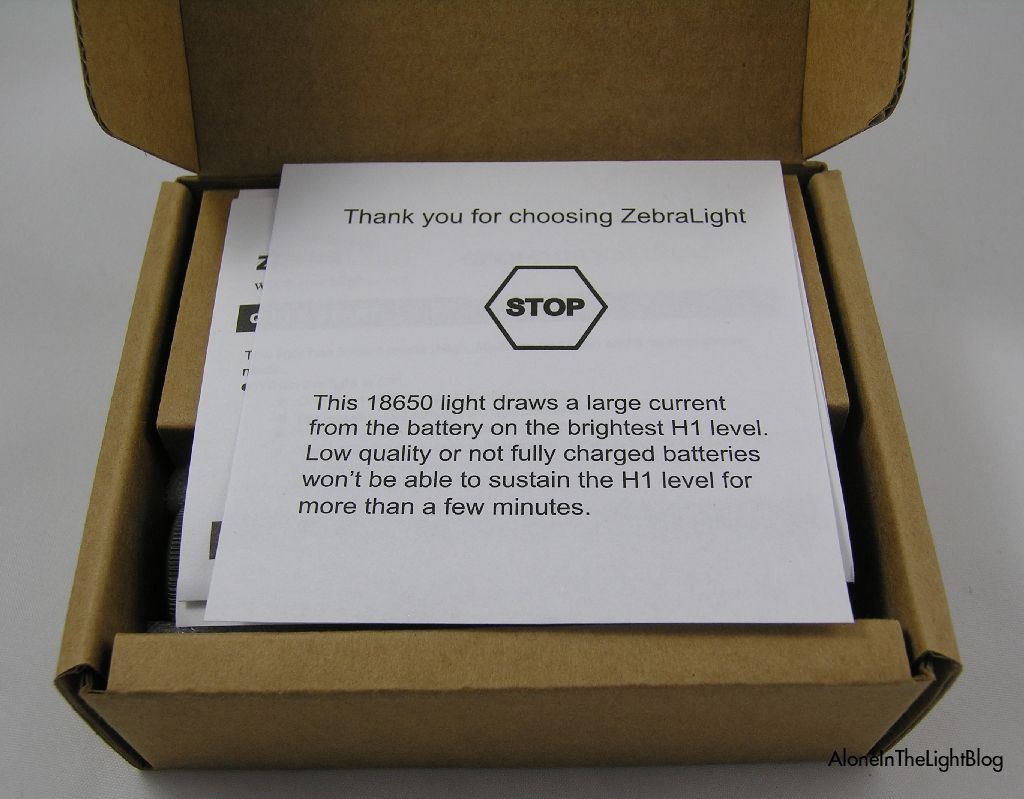 Thank you for choosing ZebraLight
STOP
This 18650 light draws a large current
from the battery on the brightest H1 level.
Low quality or not fully charged batteries
won't be able to sustain the H1 level for
more than a few minutes.
AloneInTheLightBlog